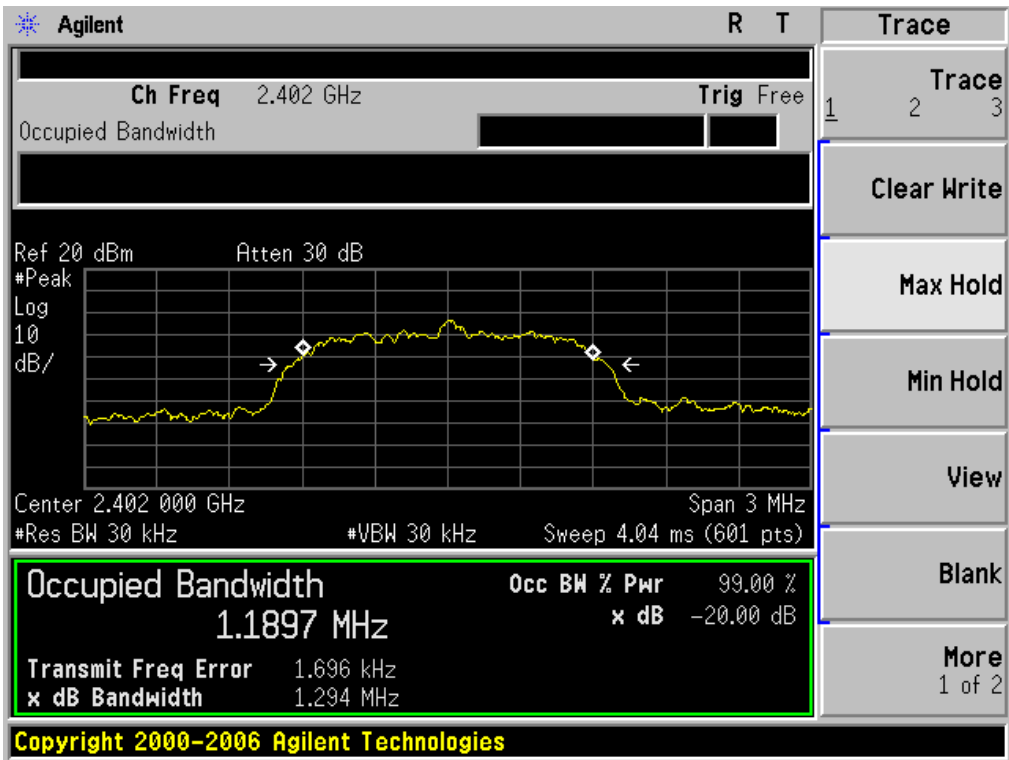 Agilent R T Trace
Ch Freq 2.402 GHz Trig Free
Occupied Bandwidth
Ref 20 dBm Atten 30 dB
#Peak
Log
10
dB/
Center 2.402 000 GHz Span 3 MHz
#Res BW 30 kHz #VBW 30 kHz Sweep 4.04 ms (601 pts)
Occupied Bandwidth
1.1897 MHz
Occ BW % Pwr 99.00 %
x dB -20.00 dB
Transmit Freq Error 1.696 kHz
x dB Bandwidth 1.294 MHz
Copyright 2000-2006 Agilent Technologies
Trace
1 2 3
Clear Write
Max Hold
Min Hold
View
Blank
More
1 of 2